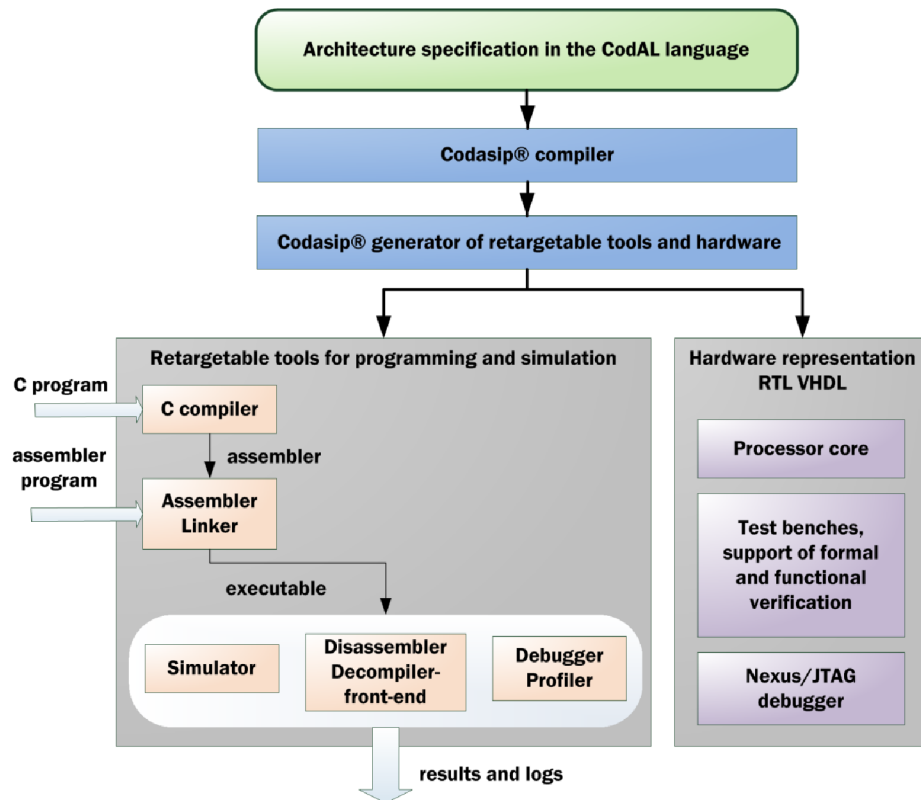 Architecture specification in the CodAL language
Codasip® compiler
Codasip® generator of retargetable tools and hardware
Retargetable tools for programming and simulation
C program
C compiler
assembler
assembler
program
Assembler
Linker
executable
Simulator
Disassembler
Decompiler-
front-end
Debugger
Profiler
results and logs
Hardware representation
RTL VHDL
Processor core
Test benches,
support of formal
and functional
verification
Nexus/JTAG
debugger